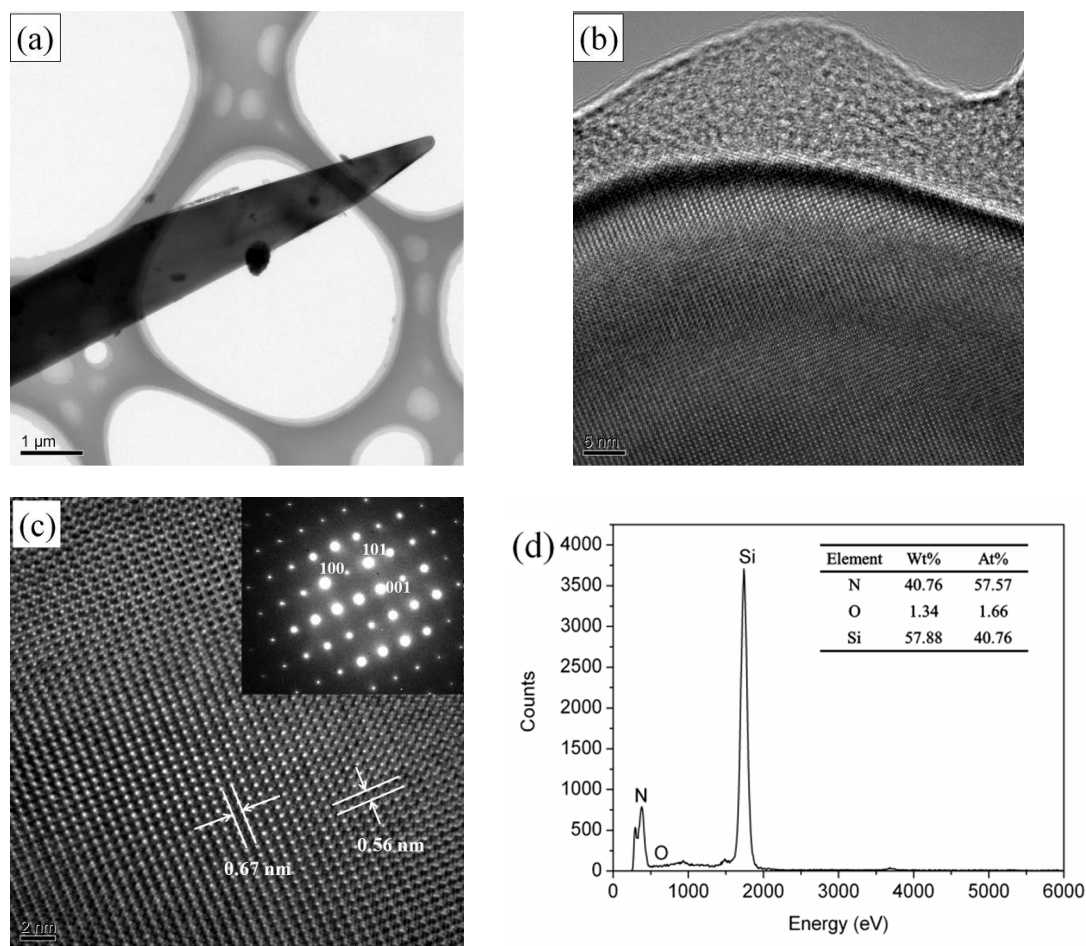 (a)
1 µm
(b)
5 nm
(c)
101
100
001
0.67 nm
0.56 nm
2 nm
(d)
Si
N
O
Element Wt% At%
N 40.76 57.57
O 1.34 1.66
Si 57.88 40.76
4000
3500
3000
2500
2000
1500
1000
500
0
Counts
0 1000 2000 3000 4000 5000 6000
Energy (eV)